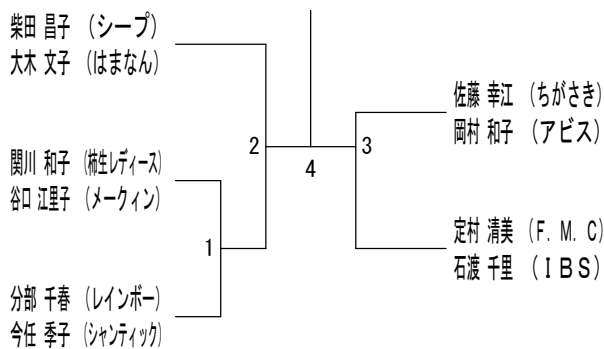 柴田 昌子 (シープ)
大木 文子 (はまなん)
佐藤 幸江 (ちがさき)
岡村 和子 (アビス)
2
3
4
関川 和子 (柿生レディース)
谷口 江里子 (メークィン)
1
定村 清美 (F. M. C)
石渡 千里 (IBS)
分部 千春 (レインボー)
今任 季子 (シャンティック)